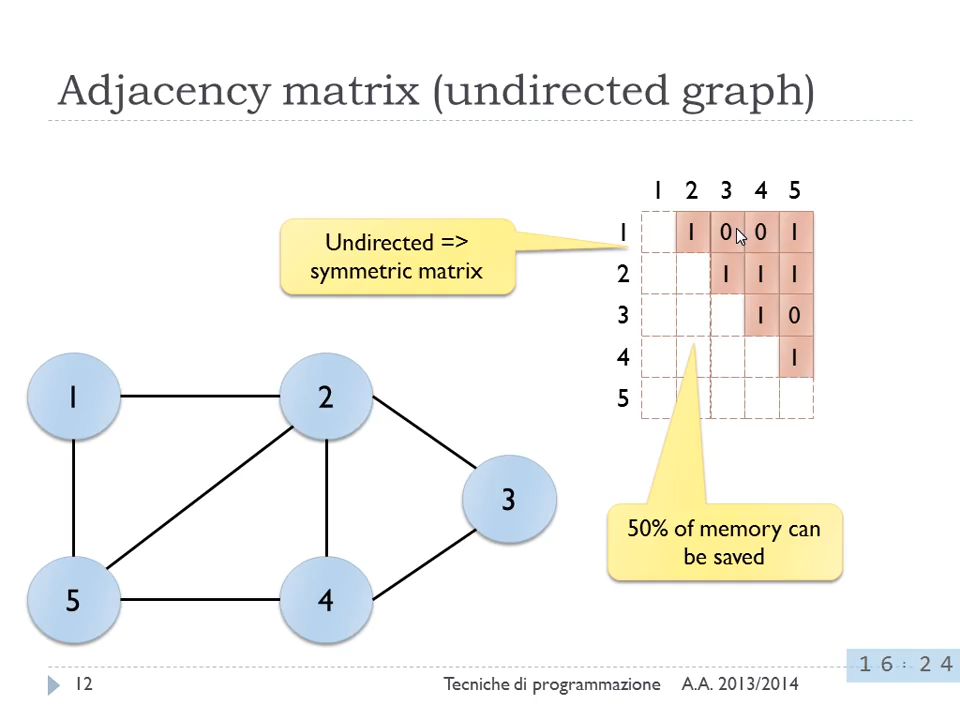 Adjacency matrix (undirected graph)
1 2 3 4 5
1 1 0 0 1
2 1 1 1
3 1 0
4 1
5
Undirected =>
symmetric matrix
1
2
3
5
4
50% of memory can
be saved
12
Tecniche di programmazione A.A. 2013/2014
16:24